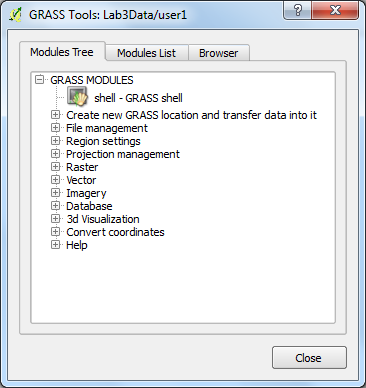 GRASS Tools: Lab3Data/user1
Modules Tree Modules List Browser
GRASS MODULES
shell - GRASS shell
Create new GRASS location and transfer data into it
File management
Region settings
Projection management
Raster
Vector
Imagery
Database
3d Visualization
Convert coordinates
Help
Close